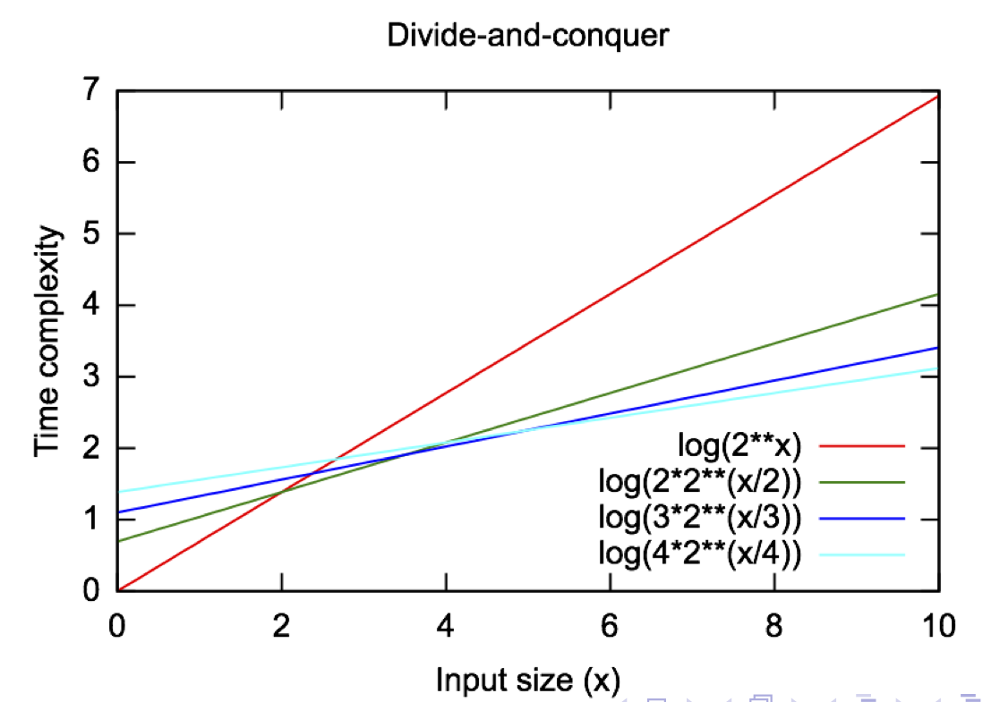 Divide-and-conquer
7
6
5
4
3
2
1
0
Time complexity
log(2**x)
log(2*2**(x/2))
log(3*2**(x/3))
log(4*2**(x/4))
0 2 4 6 8 10
Input size (x)